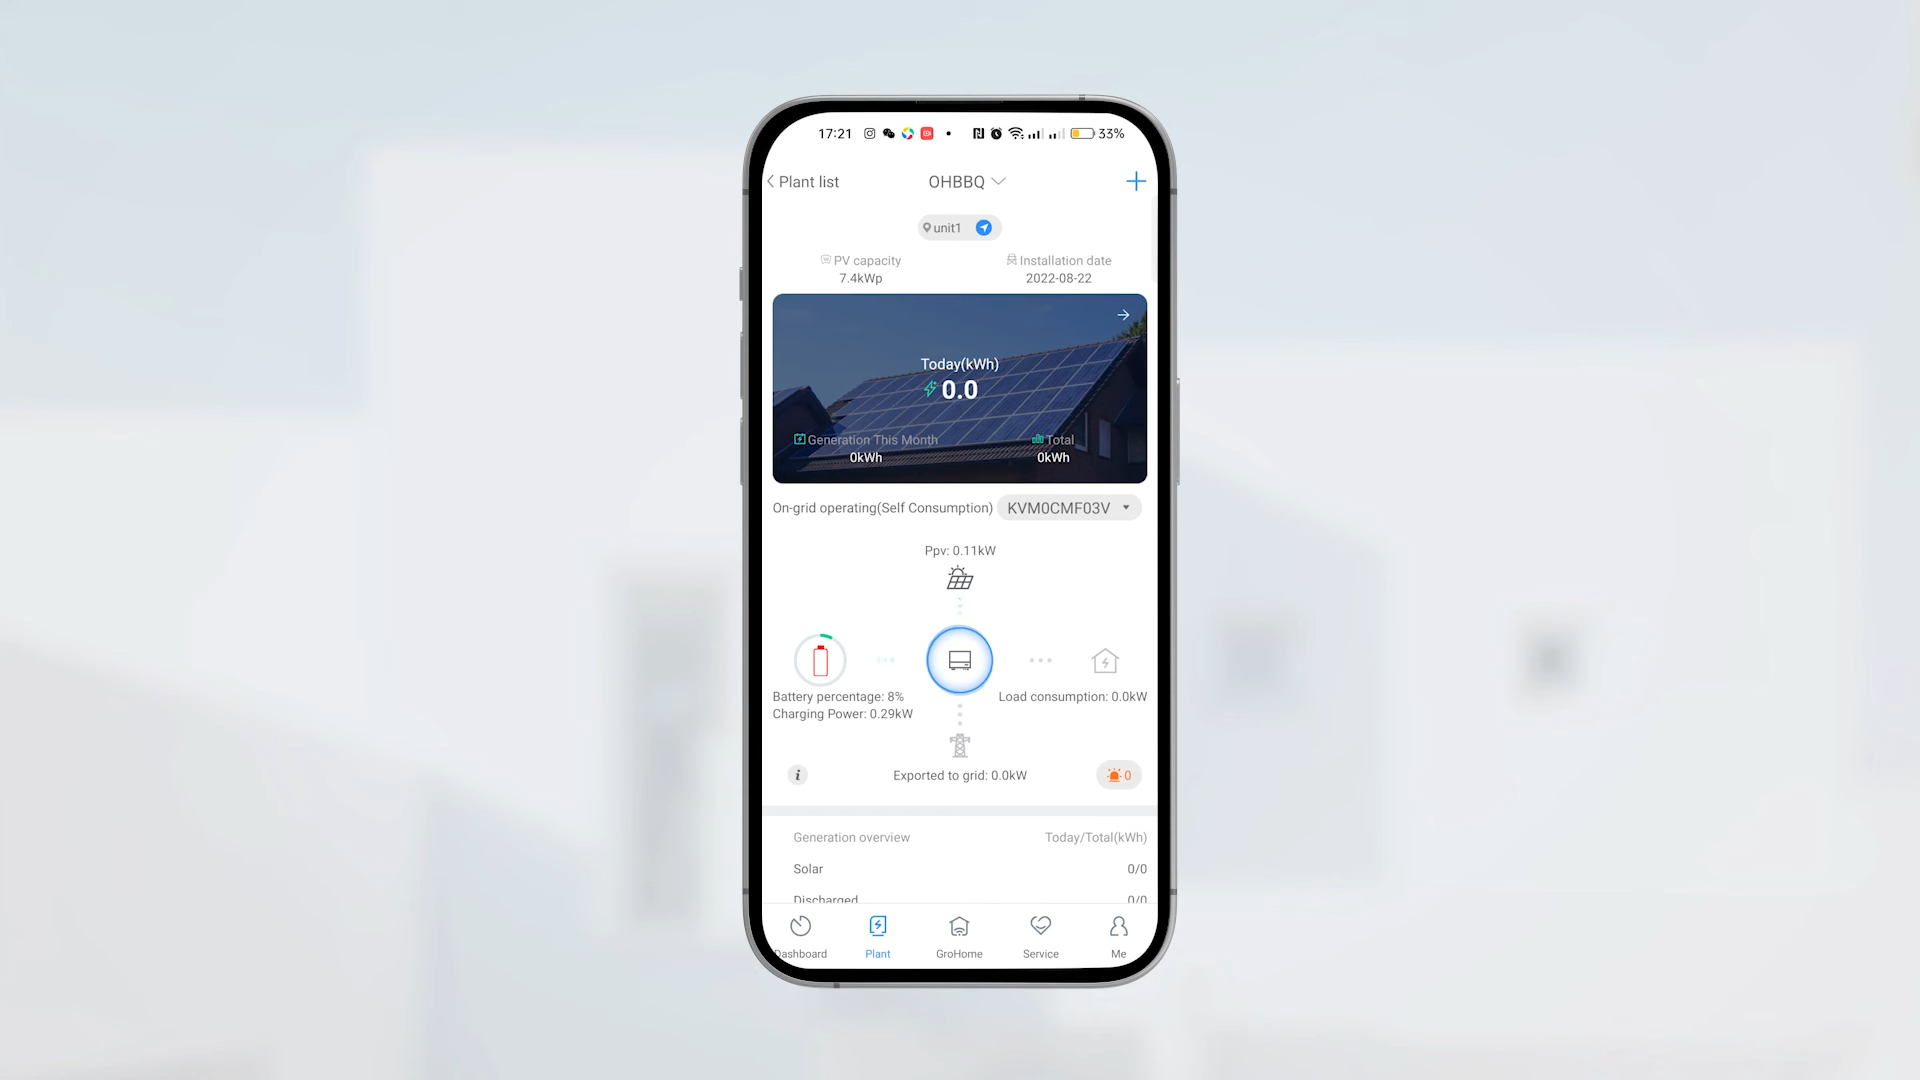 17:21
33%
Plant list
OHBBQ
unit1
PV capacity
7.4kWp
Installation date
2022-08-22
Today(kWh)
0.0
Generation This Month
0kWh
Total
0kWh
On-grid operating(Self Consumption)
KVM0CMF03V
Ppv: 0.11kW
Battery percentage: 8%
Charging Power: 0.29kW
Load consumption: 0.0kW
Exported to grid: 0.0kW
i
0
Generation overview
Today/Total(kWh)
Solar
0/0
Discharged
0/0
Dashboard
Plant
GroHome
Service
Me